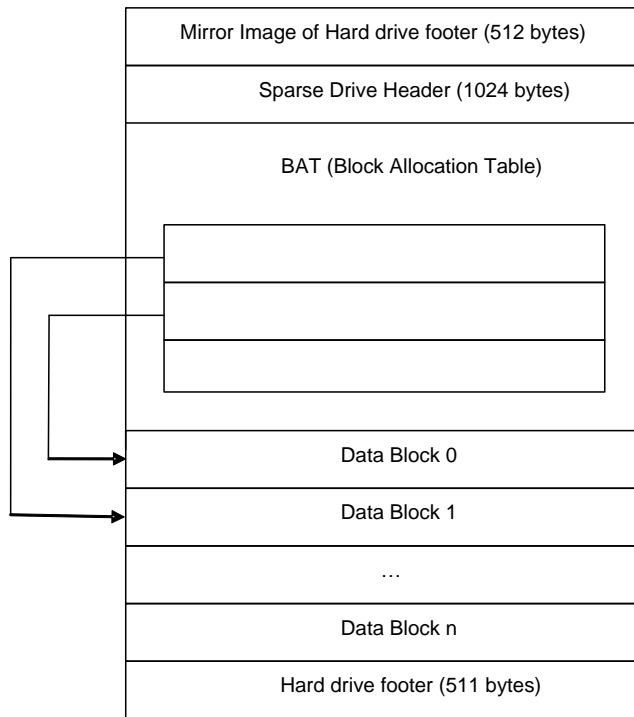 Mirror Image of Hard drive footer (512 bytes)
Sparse Drive Header (1024 bytes)
BAT (Block Allocation Table)
Data Block 0
Data Block 1
…
Data Block n
Hard drive footer (511 bytes)